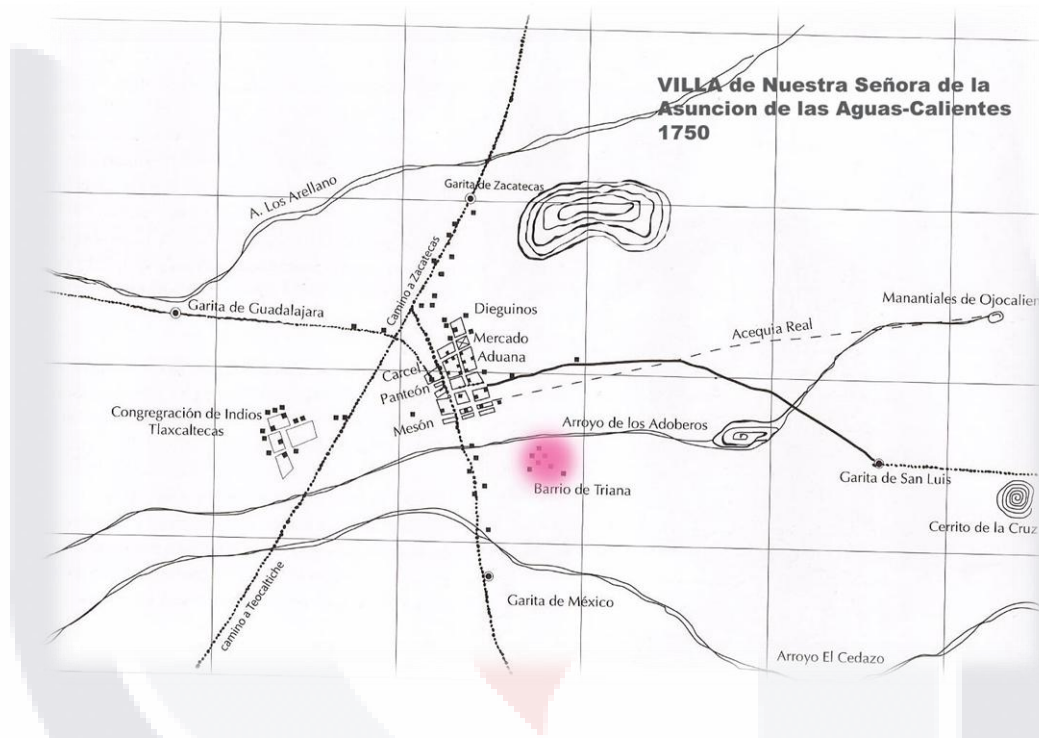 VILLA de Nuestra Señora de la
Asuncion de las Aguas-Calientes
1750
Garita de Zacatecas
A. Los Arellano
Camino a Zacatecas
Garita de Guadalajara
Manantiales de Ojocalien
Dieguinos
Acequia Real
Mercado
Aduana
Carcel
Panteón
Congregración de Indios
Tlaxcaltecas
Mesón
Arroyo de los Adoberos
Garita de San Luis
Barrio de Triana
Cerrito de la Cruz
camino a Teocaltiche
Garita de México
Arroyo El Cedazo